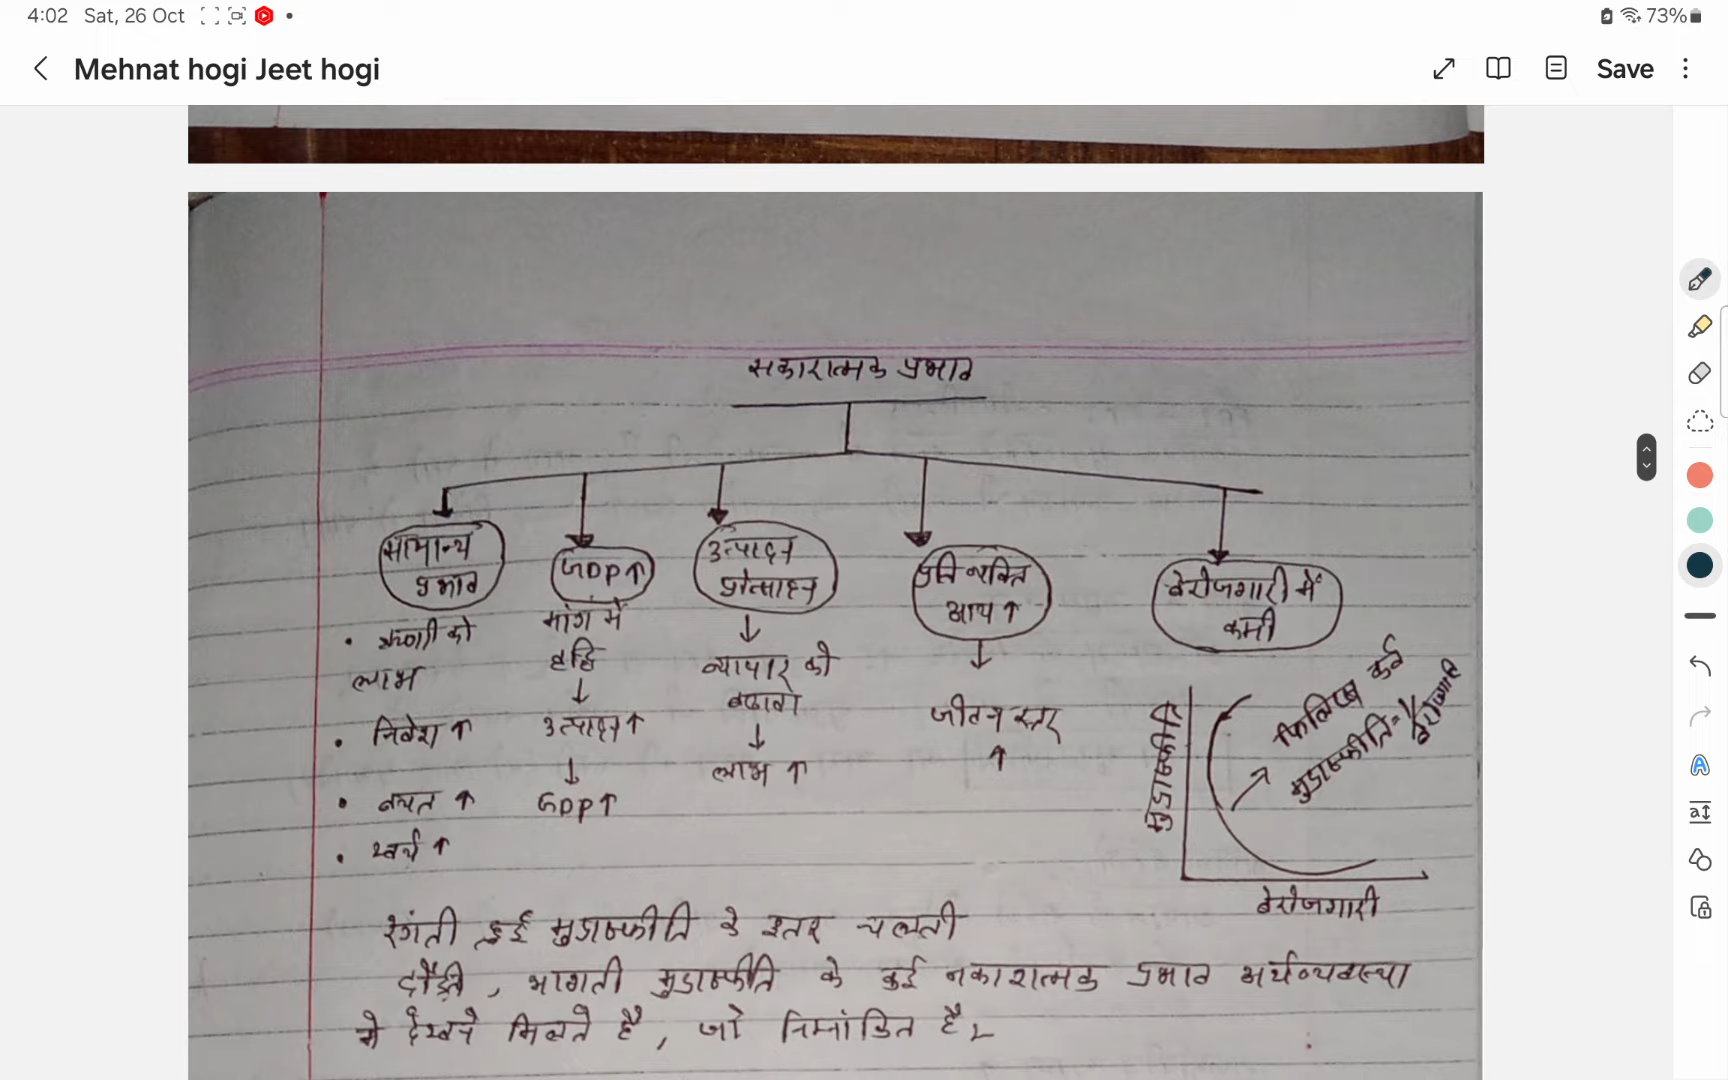 4:02 Sat, 26 Oct
73%
Mehnat hogi Jeet hogi
Save
सकारात्मक प्रभाव
सामान्य प्रभाव
• ऋणी को लाभ
• निवेश ↑
• बचत ↑
• खर्च ↑
GDP↑
मांग में वृद्धि
↓
उत्पादन ↑
↓
GDP↑
उत्पादन प्रोत्साहन
↓
व्यापार को बढावा
↓
लाभ ↑
प्रति व्यक्ति आय ↑
↓
जीवन स्तर ↑
बेरोजगारी में कमी
मुद्रास्फीति
फिलिप्स कर्व
मुद्रास्फीति = 1/बेरोजगारी
बेरोजगारी
रेंगती हुई मुद्रास्फीति के इतर चलती
दौड़ती, भागती मुद्रास्फीति के कई नकारात्मक प्रभाव अर्थव्यवस्था
मे देखने मिलते है, जो निम्नांकित है